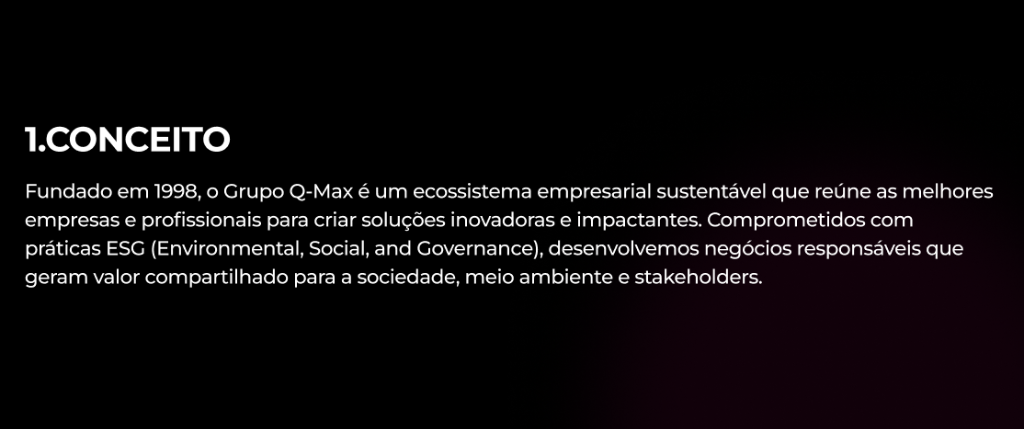 1.CONCEITO
Fundado em 1998, o Grupo Q-Max é um ecossistema empresarial sustentável que reúne as melhores
empresas e profissionais para criar soluções inovadoras e impactantes. Comprometidos com
práticas ESG (Environmental, Social, and Governance), desenvolvemos negócios responsáveis que
geram valor compartilhado para a sociedade, meio ambiente e stakeholders.